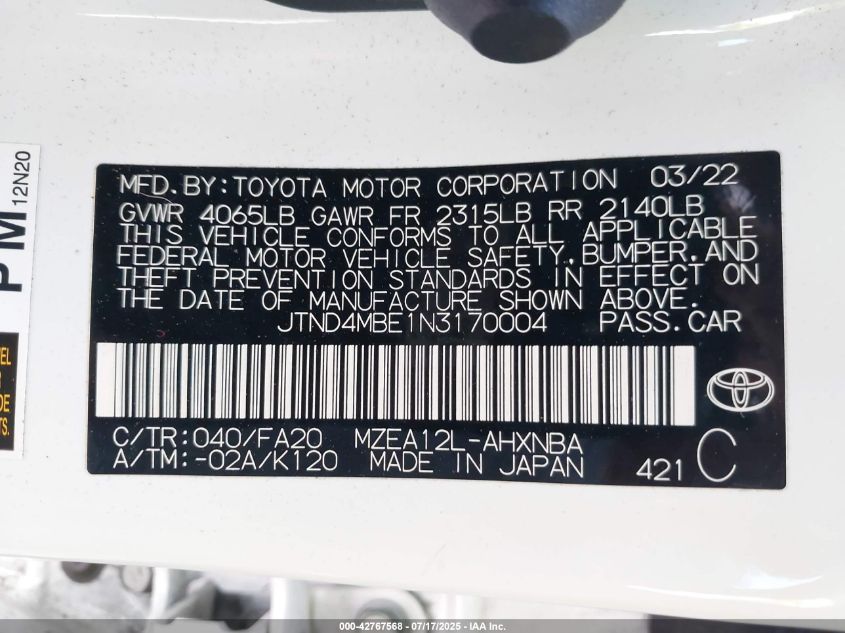 PM
12N20
MFD.BY:TOYOTA MOTOR CORPORATION 03/22
GVWR 4065LB GAWR FR 2315LB RR 2140LB
THIS VEHICLE CONFORMS TO ALL APPLICABLE
FEDERAL MOTOR VEHICLE SAFETY,BUMPER,AND
THEFT PREVENTION STANDARDS IN EFFECT ON
THE DATE OF MANUFACTURE SHOWN ABOVE.
JTND4MBE1N3170004 PASS.CAR
C/TR:040/FA20 MZEA12L-AHXNBA
A/TM:-02A/K120 MADE IN JAPAN 421 C
000-42767568 - 07/17/2025 - IAA Inc.